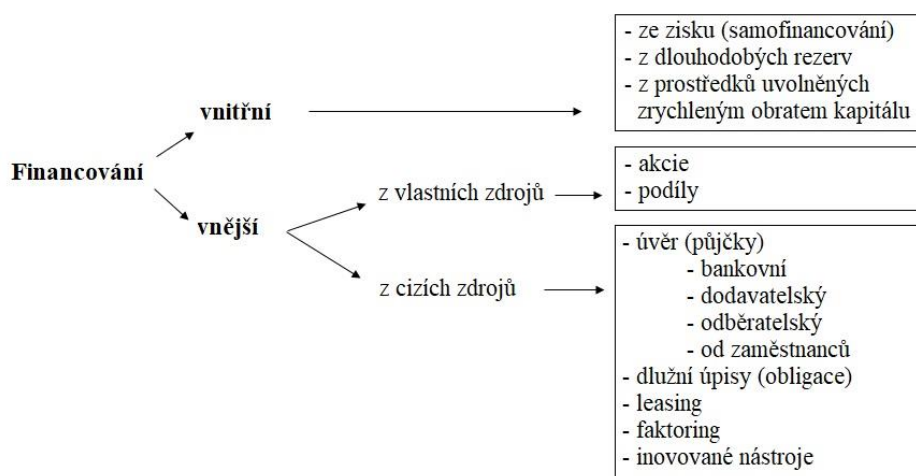 - ze zisku (samofinancování)
- z dlouhodobých rezerv
- z prostředků uvolněných
zrychleným obratem kapitálu
vnitřní
Financování
vnější
z vlastních zdrojů
- akcie
- podíly
z cizích zdrojů
- úvěr (půjčky)
- bankovní
- dodavatelský
- odběratelský
- od zaměstnanců
- dlužní úpisy (obligace)
- leasing
- faktoring
- inovované nástroje